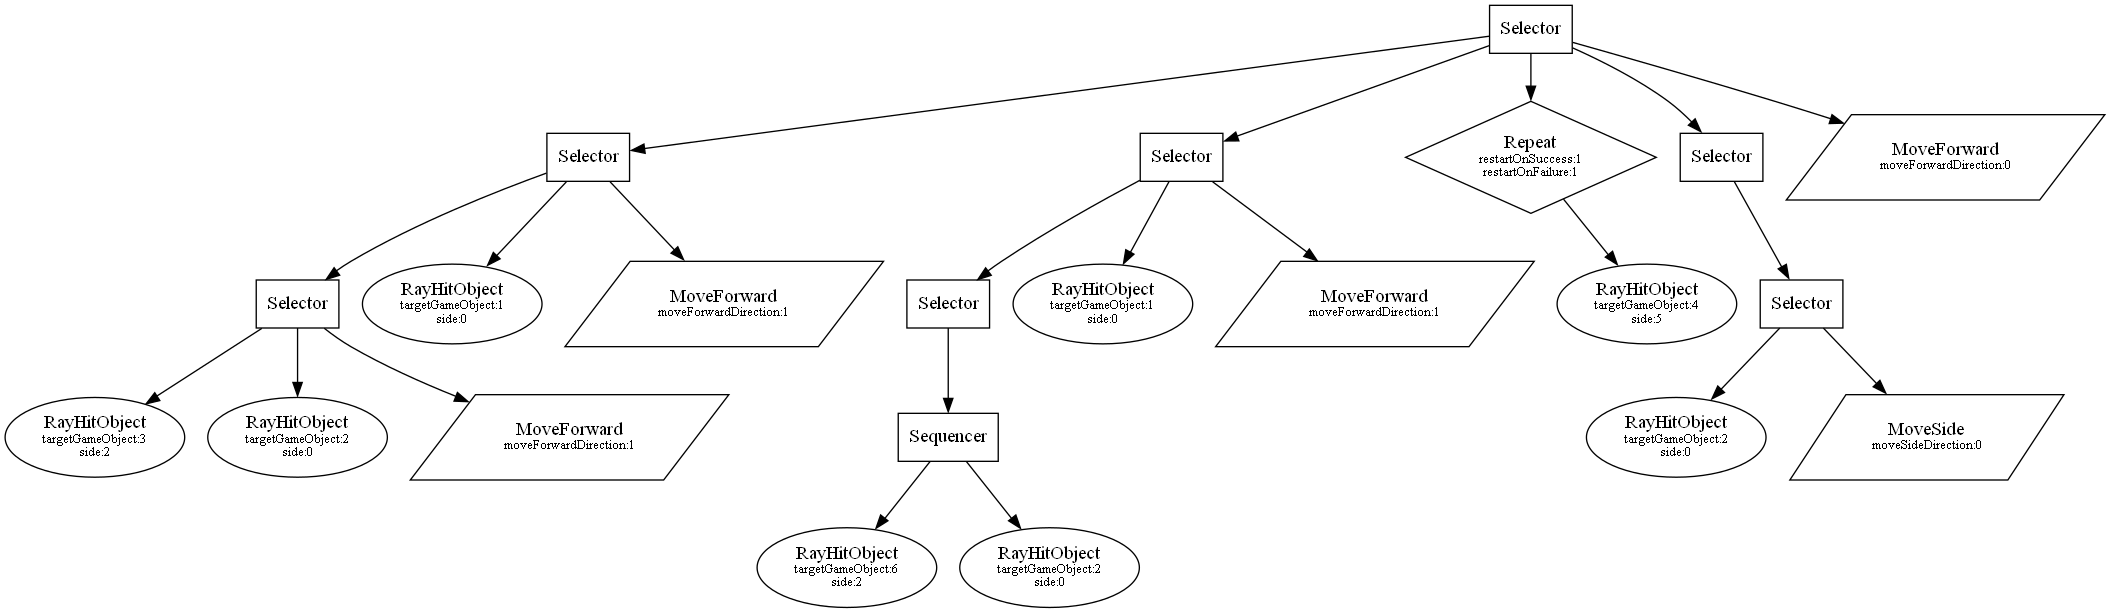 Selector
Selector
Selector
Repeat
restartOnSuccess:1
restartOnFailure:1
Selector
MoveForward
moveForwardDirection:0
Selector
RayHitObject
targetGameObject:1
side:0
MoveForward
moveForwardDirection:1
Selector
RayHitObject
targetGameObject:1
side:0
MoveForward
moveForwardDirection:1
RayHitObject
targetGameObject:4
side:5
Selector
RayHitObject
targetGameObject:3
side:2
RayHitObject
targetGameObject:2
side:0
MoveForward
moveForwardDirection:1
Sequencer
RayHitObject
targetGameObject:2
side:0
MoveSide
moveSideDirection:0
RayHitObject
targetGameObject:6
side:2
RayHitObject
targetGameObject:2
side:0